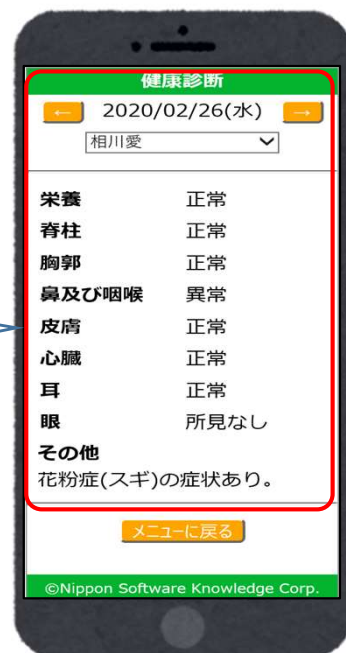 健康診断
← 2020/02/26(水) →
相川愛
栄養 正常
脊柱 正常
胸郭 正常
鼻及び咽喉 異常
皮膚 正常
心臓 正常
耳 正常
眼 所見なし
その他
花粉症(スギ)の症状あり。
メニューに戻る
©Nippon Software Knowledge Corp.